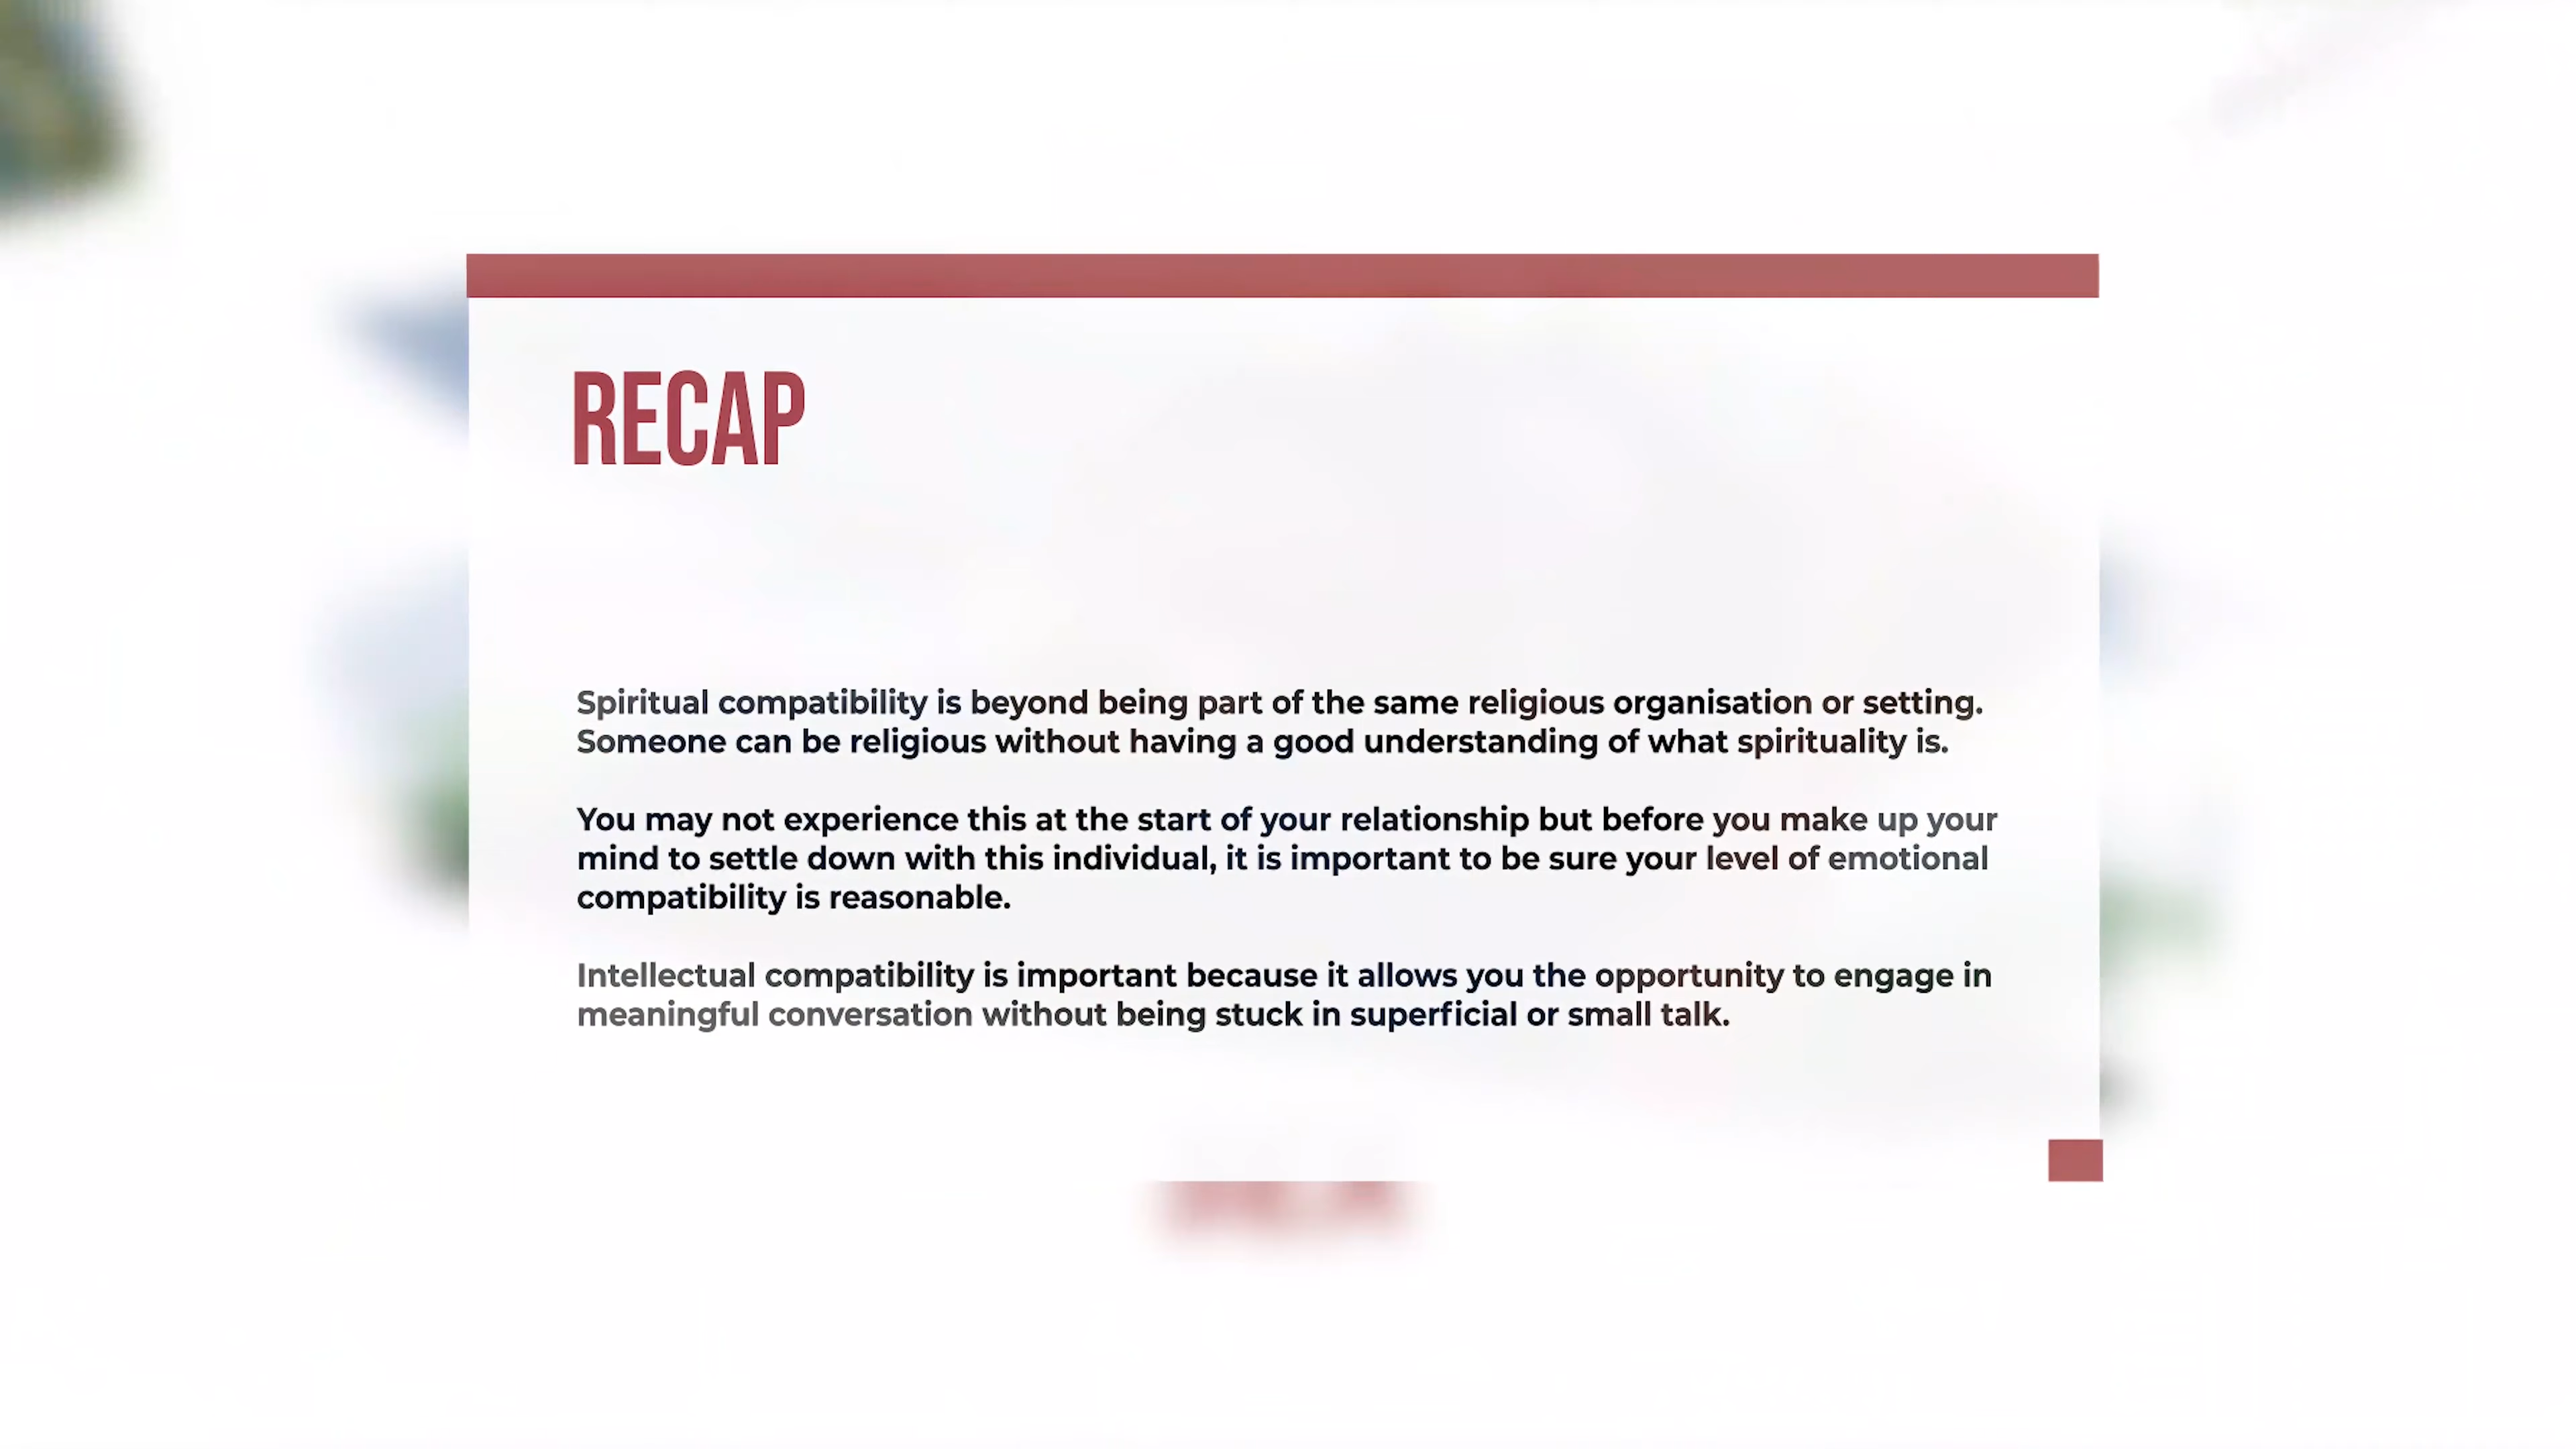 RECAP
Spiritual compatibility is beyond being part of the same religious organisation or setting.
Someone can be religious without having a good understanding of what spirituality is.
You may not experience this at the start of your relationship but before you make up your
mind to settle down with this individual, it is important to be sure your level of emotional
compatibility is reasonable.
Intellectual compatibility is important because it allows you the opportunity to engage in
meaningful conversation without being stuck in superficial or small talk.